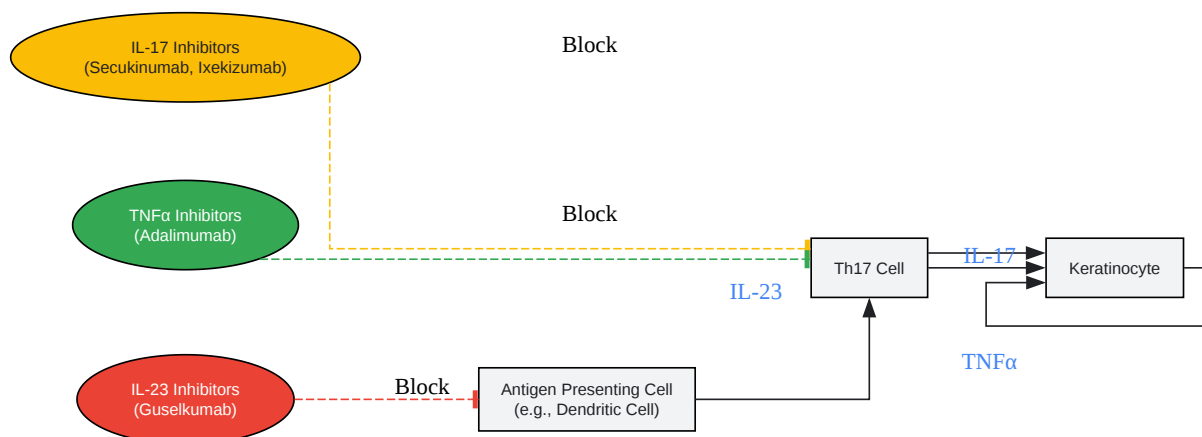 IL-17 Inhibitors
(Secukinumab, Ixekizumab)
Block
TNFα Inhibitors
(Adalimumab)
Block
Th17 Cell
IL-17
Keratinocyte
IL-23
TNFα
IL-23 Inhibitors
(Guselkumab)
Block
Antigen Presenting Cell
(e.g., Dendritic Cell)